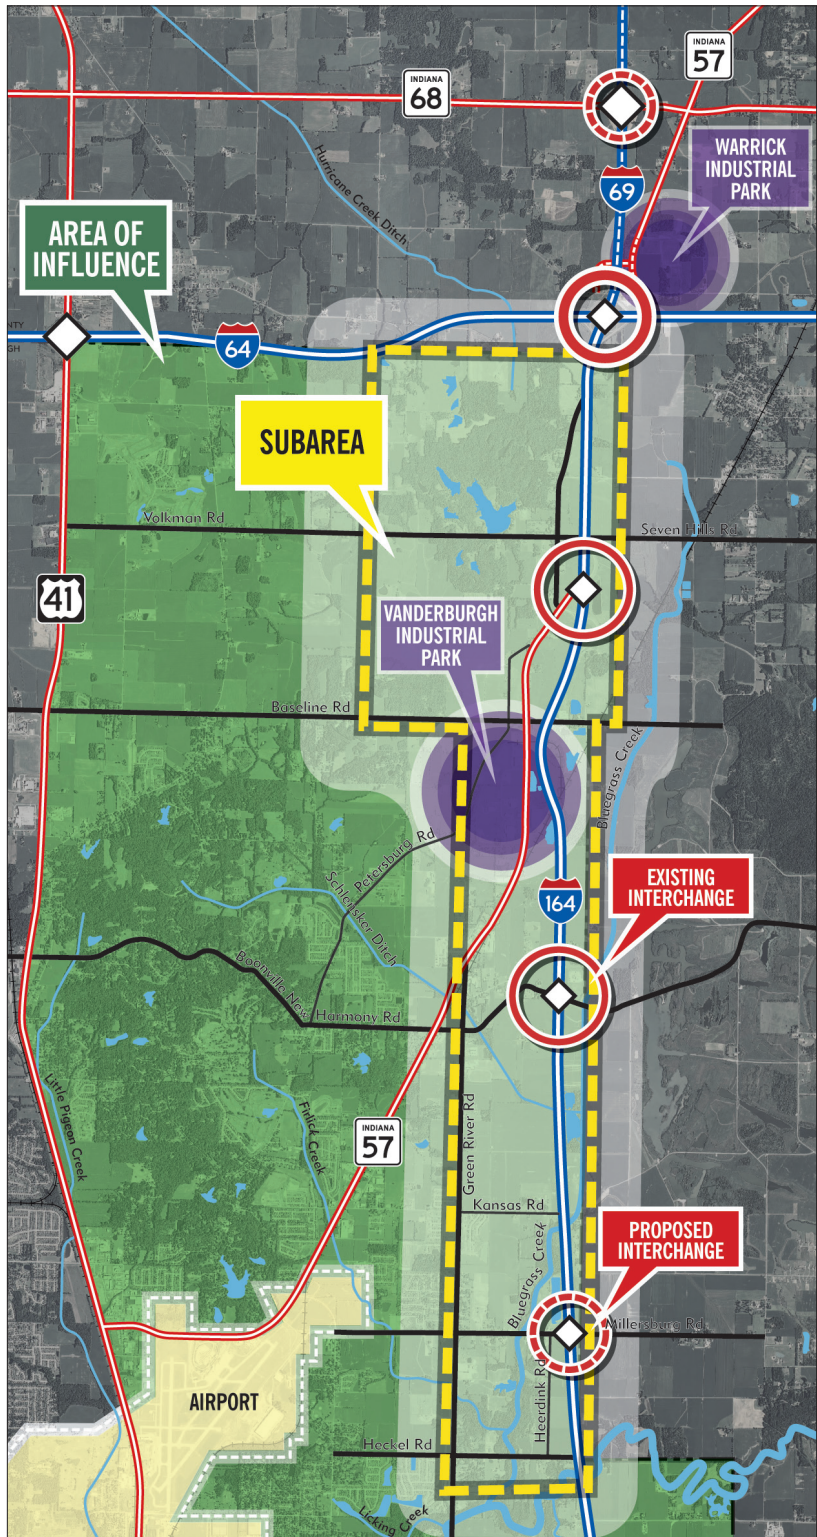 INDIANA
57
INDIANA
68
WARRICK
INDUSTRIAL
PARK
Hurricane Creek Ditch
69
AREA OF
INFLUENCE
NTY
GH
64
SUBAREA
Volkman Rd
Seven Hills Rd
41
VANDERBURGH
INDUSTRIAL
PARK
Baseline Rd
Bluegrass Creek
Petersburg Rd
Schlensker Ditch
EXISTING
INTERCHANGE
164
Boonville New
Harmony Rd
Little Pigeon Creek
Firlick Creek
INDIANA
57
Green River Rd
Kansas Rd
Bluegrass Creek
PROPOSED
INTERCHANGE
Millersburg Rd
Heerdink Rd
AIRPORT
Heckel Rd
Licking Creek